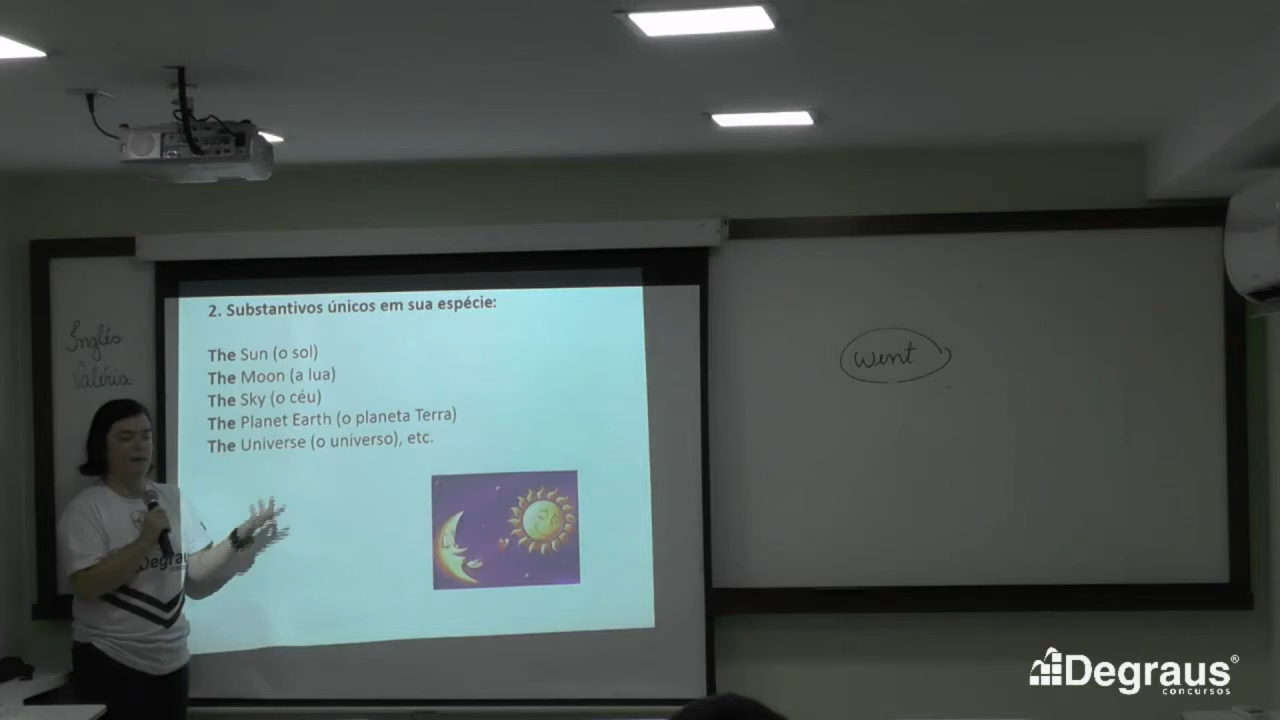 Inglês
Valéria
2. Substantivos únicos em sua espécie:
The Sun (o sol)
The Moon (a lua)
The Sky (o céu)
The Planet Earth (o planeta Terra)
The Universe (o universo), etc.
went
Degraus
Degraus®
concursos